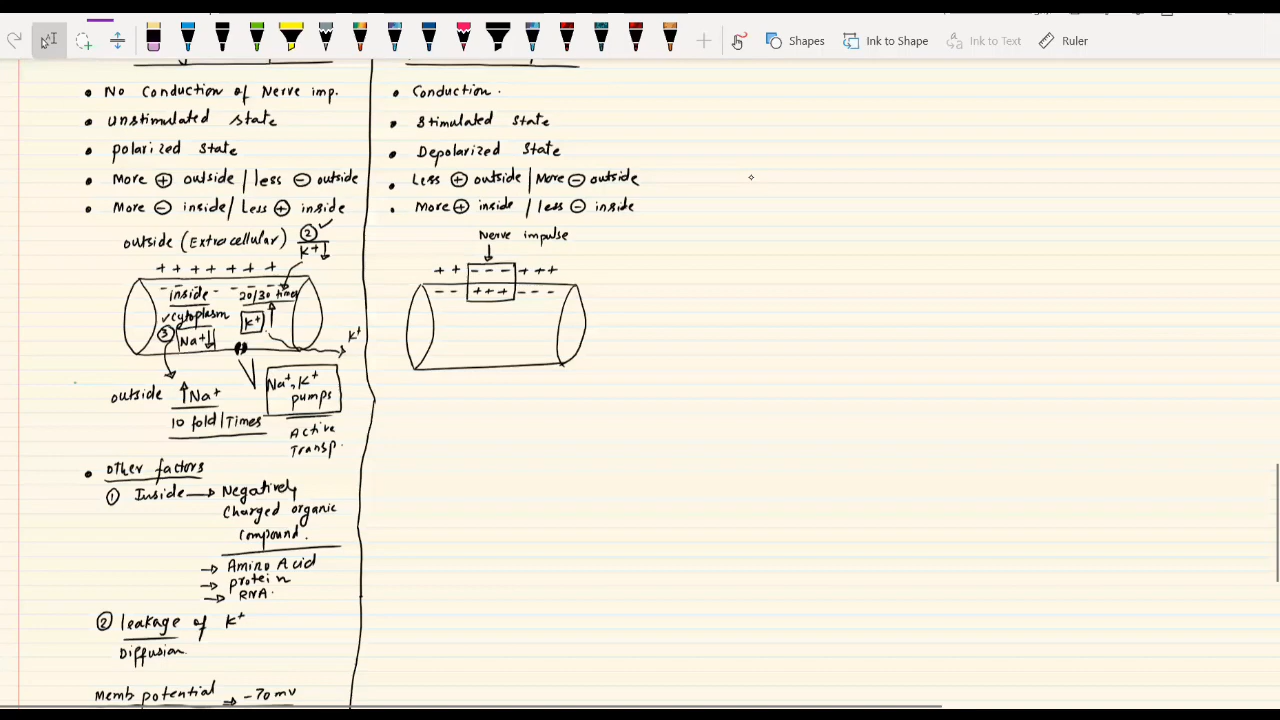 Shapes
Ink to Shape
Ink to Text
Ruler
• No Conduction of Nerve imp.
• unstimulated state
• polarized state
• More ⊕ outside / less ⊖ outside
• More ⊖ inside / Less ⊕ inside
outside (Extracellular)
②✓
K+↓
+ + + + + + +
- - - - - - -
inside
20/30 times
✓cytoplasm
③
Na+↓
K+↑
K+
outside ↑Na+
10 fold/Times
Na+, K+
pumps
Active
Transp.
• other factors
① Inside → Negatively
Charged organic
Compound.
→ Amino Acid
→ protein
→ RNA.
② leakage of K+
Diffusion
Memb potential → -70 mv
• Conduction.
• Stimulated State
• Depolarized State
• Less ⊕ outside | More ⊖ outside
• More ⊕ inside / less ⊖ inside
Nerve impulse
+ + - - - + + +
- - + + + - - -